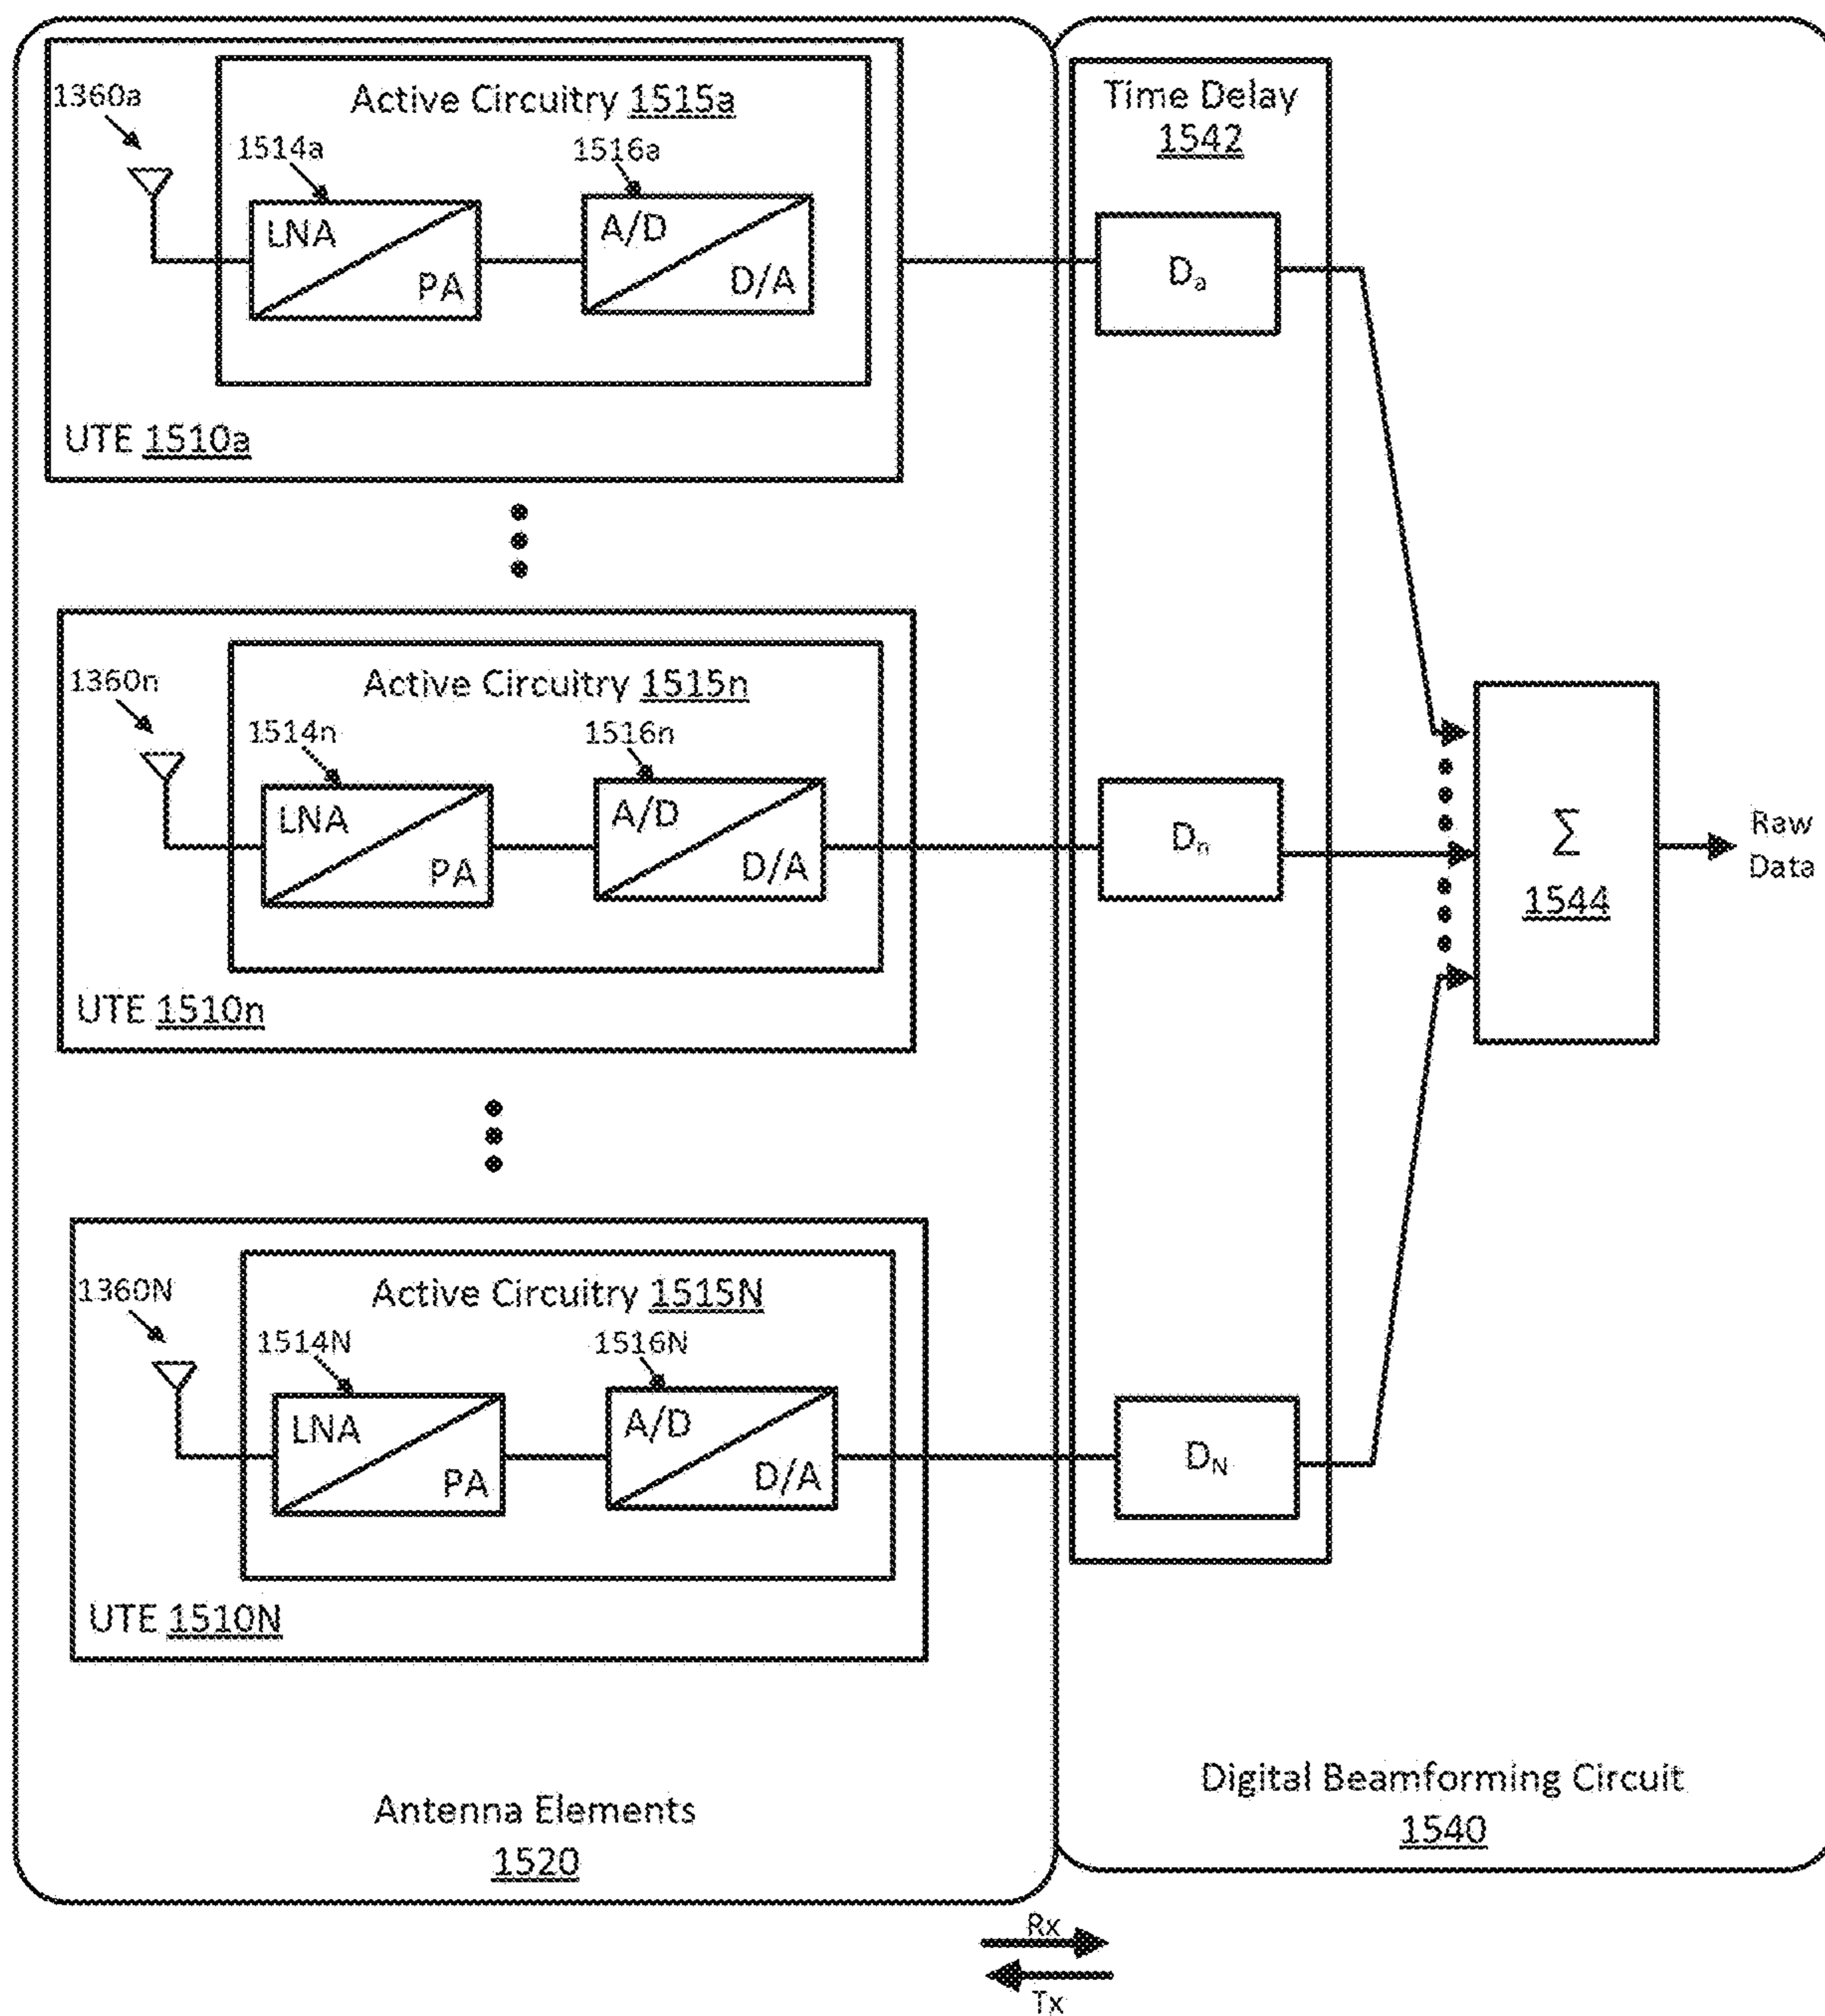 1360a
Active Circuitry 1515a
1514a
1516a
LNA
PA
A/D
D/A
UTE 1510a
1360n
Active Circuitry 1515n
1514n
1516n
LNA
PA
A/D
D/A
UTE 1510n
1360N
Active Circuitry 1515N
1514N
1516N
LNA
PA
A/D
D/A
UTE 1510N
Antenna Elements
1520
Time Delay
1542
Da
Dn
DN
Σ
1544
Raw
Data
Digital Beamforming Circuit
1540
Rx
Tx